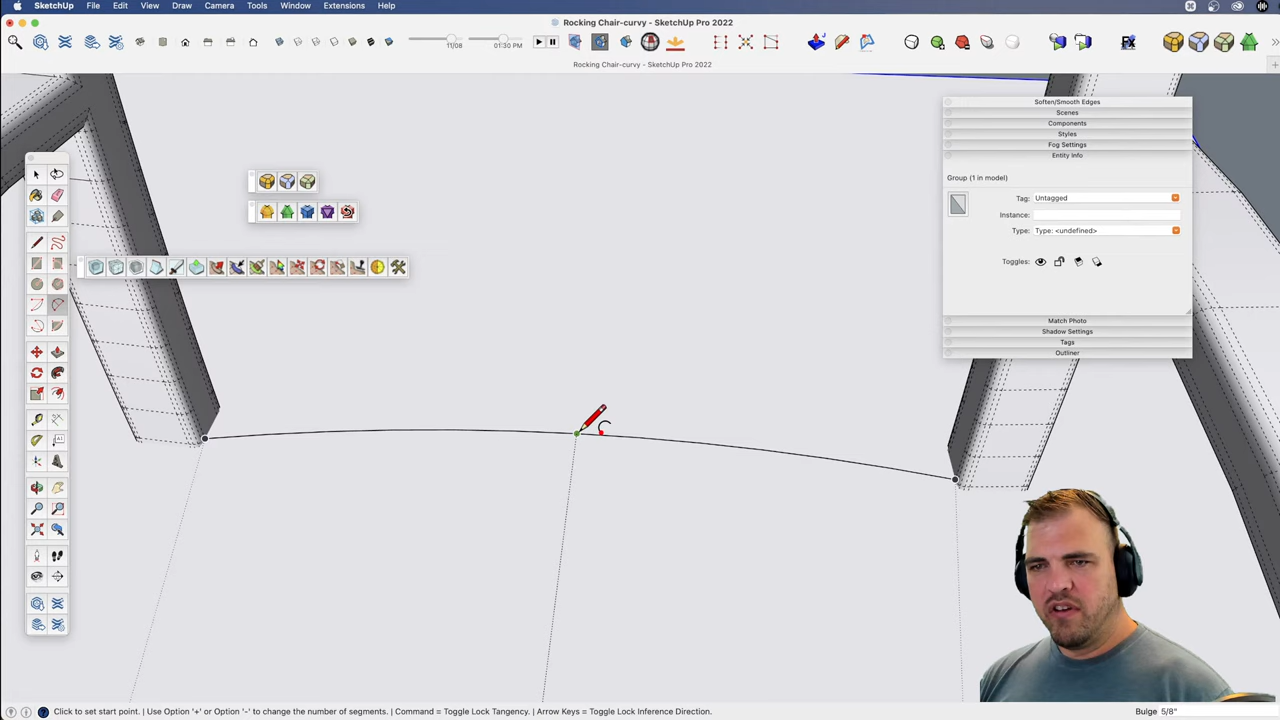 SketchUp File Edit View Draw Camera Tools Window Extensions Help
Rocking Chair-curvy - SketchUp Pro 2022
11/08 01:30 PM
Rocking Chair-curvy - SketchUp Pro 2022
Soften/Smooth Edges
Scenes
Components
Styles
Fog Settings
Entity Info
Group (1 in model)
Tag: Untagged
Instance:
Type: Type: <undefined>
Toggles:
Match Photo
Shadow Settings
Tags
Outliner
Click to set start point. | Use Option '+' or Option '-' to change the number of segments. | Command = Toggle Lock Tangency. | Arrow Keys = Toggle Lock Inference Direction.
Bulge 5/8"